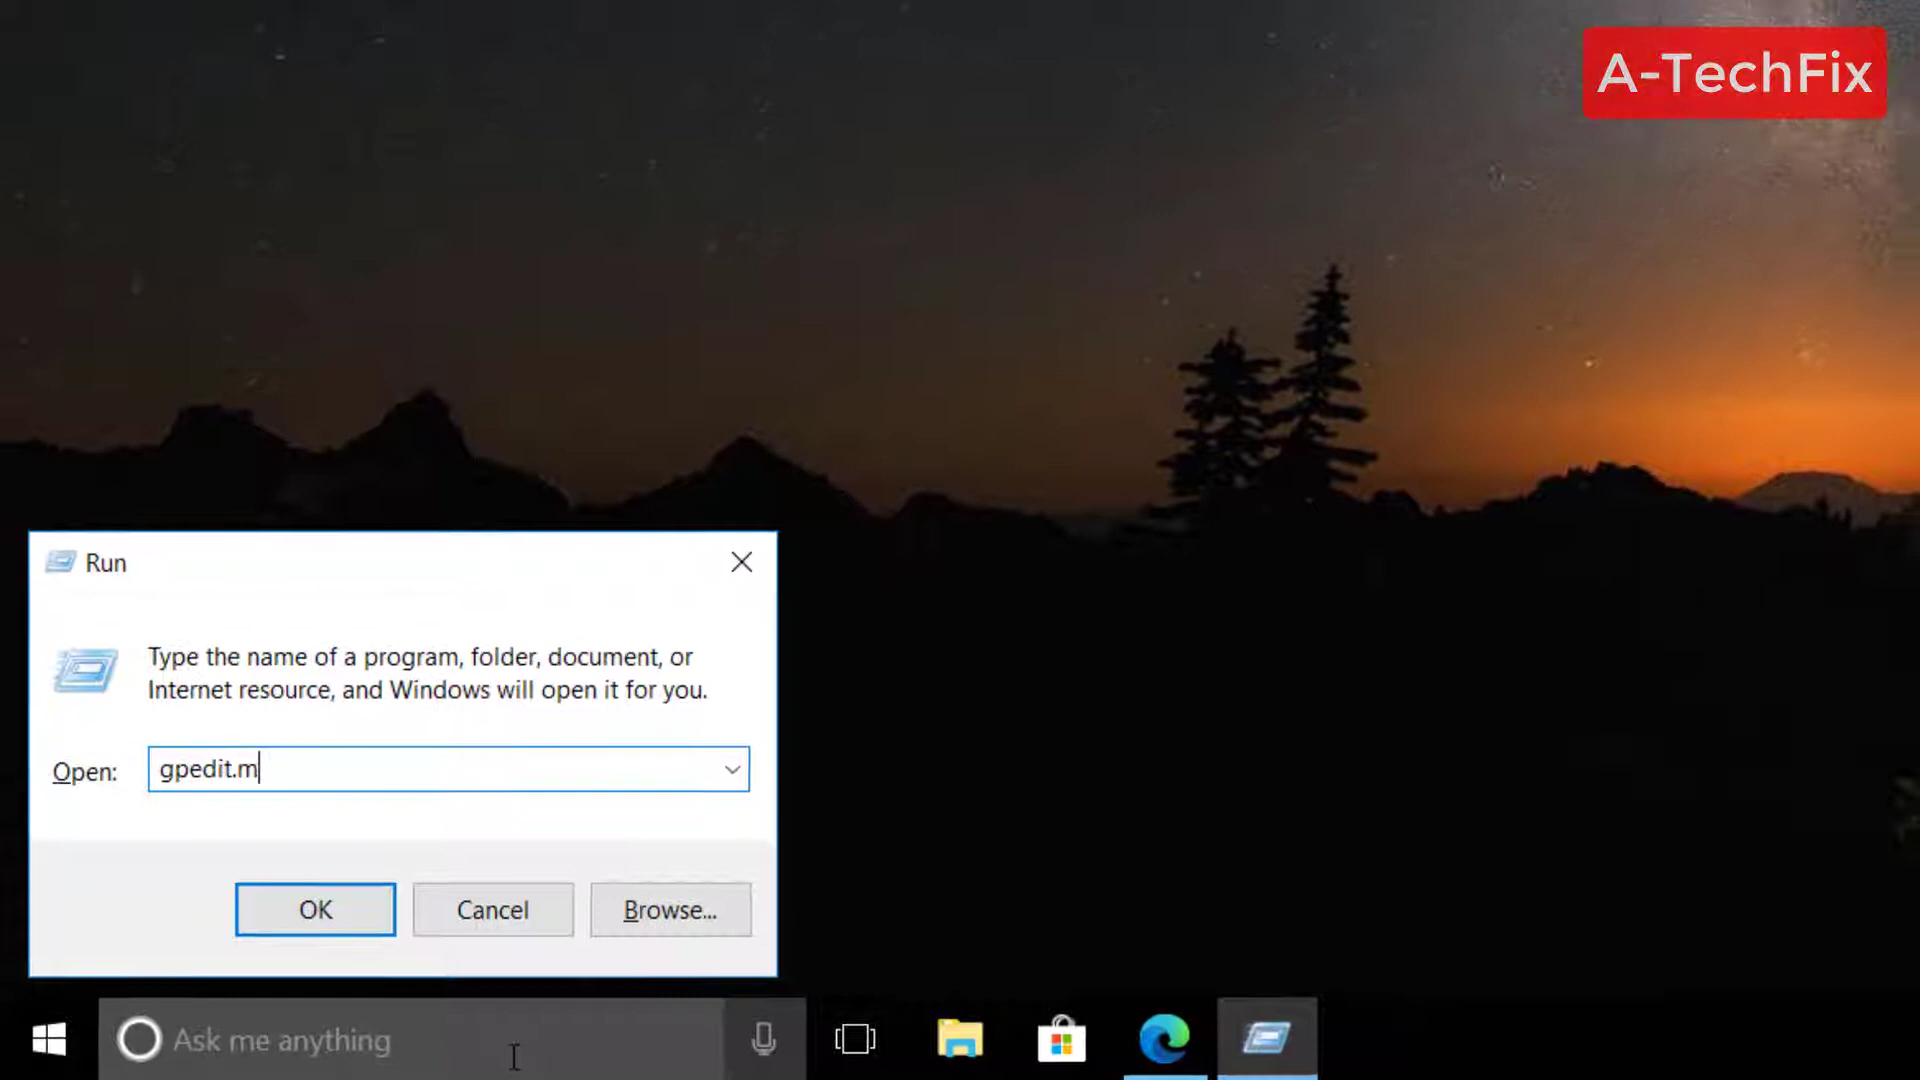 A-TechFix
Run
Type the name of a program, folder, document, or
Internet resource, and Windows will open it for you.
Open: gpedit.m
OK Cancel Browse...
Ask me anything